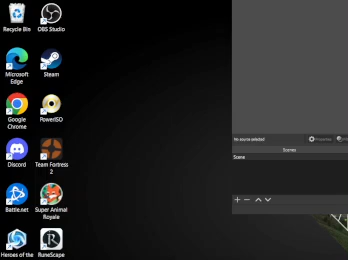 Recycle Bin
OBS Studio
Microsoft
Edge
Steam
Google
Chrome
PowerISO
Discord
Team Fortress
2
Battle.net
Super Animal
Royale
Heroes of the
RuneScape
No source selected
Properties
Scenes
Scene